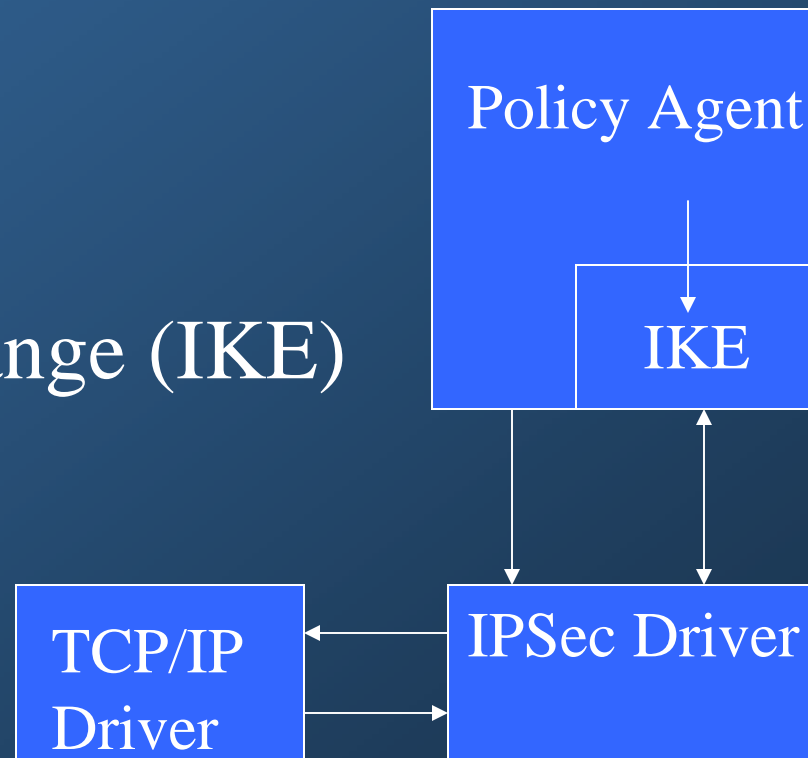 Policy Agent
nge (IKE)
IKE
IPSec Driver
TCP/IP
Driver